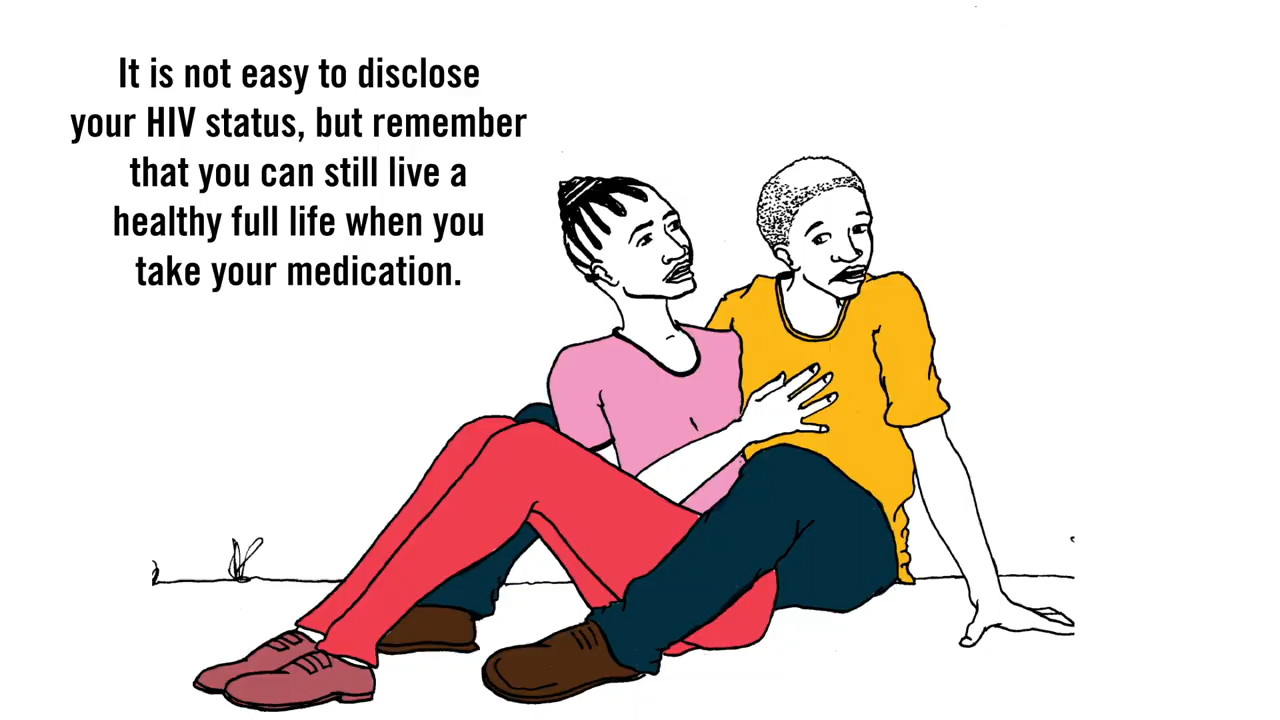 It is not easy to disclose
your HIV status, but remember
that you can still live a
healthy full life when you
take your medication.